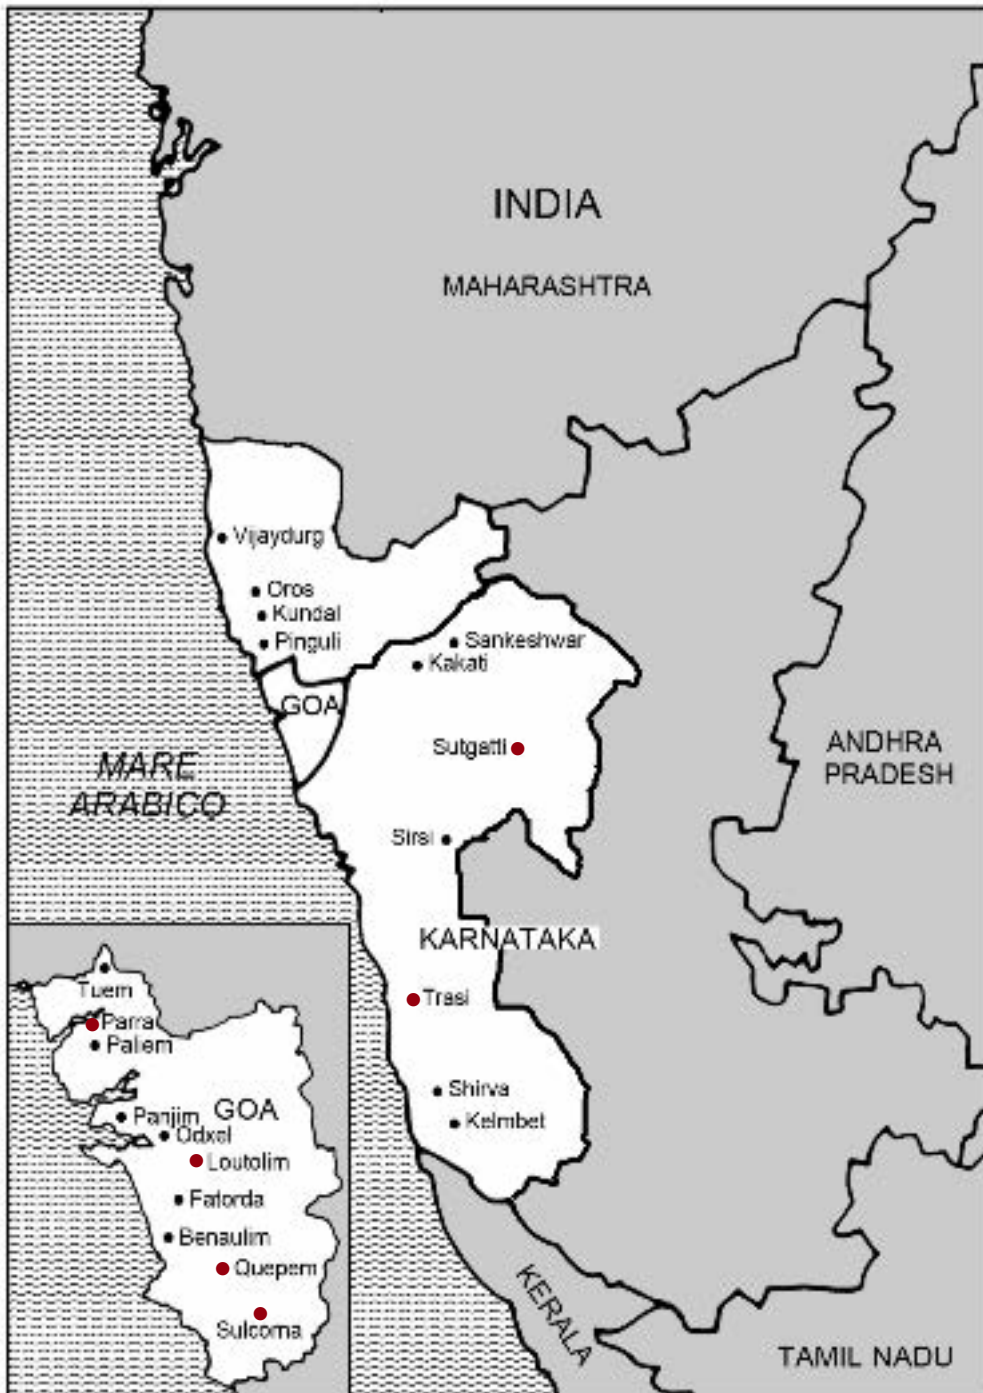 INDIA
MAHARASHTRA
Vijaydurg
Oros
Kundal
Pinguli
Sankeshwar
Kakati
GOA
Sutgatti
MARE
ARABICO
ANDHRA
PRADESH
Sirsi
KARNATAKA
Trasi
Shirva
Kelmbet
KERALA
TAMIL NADU
Tuem
Parra
Paliem
GOA
Panjim
Odxel
Loutolim
Fatorda
Benaulim
Quepem
Sulcorna